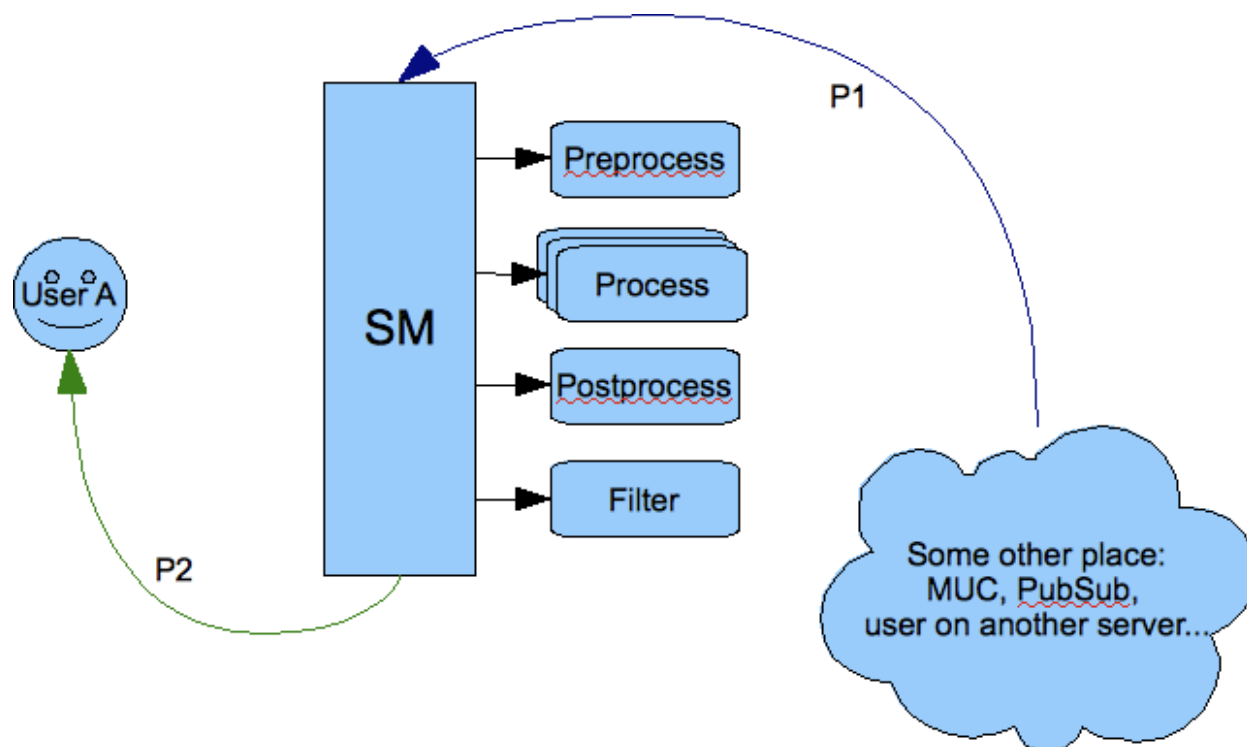 P1
Preprocess
Process
User A
SM
Postprocess
Filter
P2
Some other place:
MUC, PubSub,
user on another server...